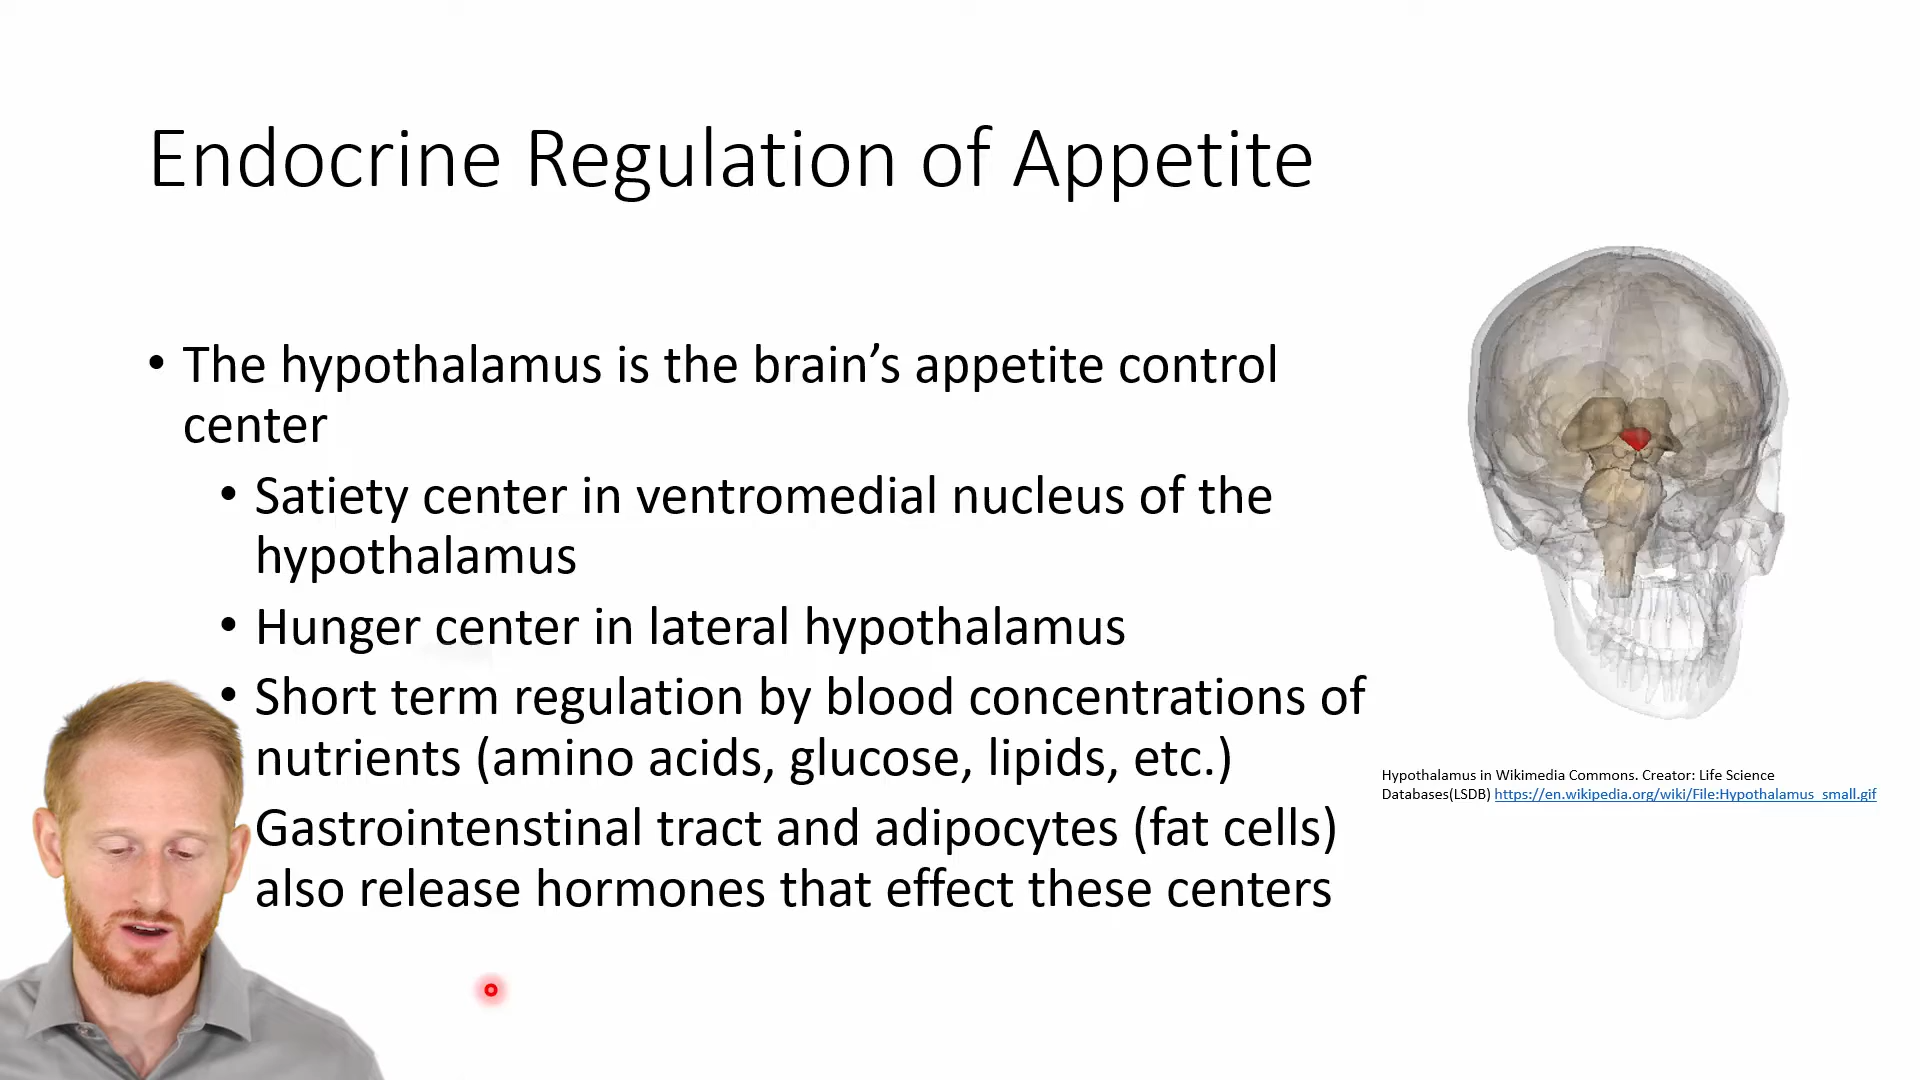 Endocrine Regulation of Appetite
• The hypothalamus is the brain’s appetite control
center
• Satiety center in ventromedial nucleus of the
hypothalamus
• Hunger center in lateral hypothalamus
• Short term regulation by blood concentrations of
nutrients (amino acids, glucose, lipids, etc.)
Gastrointenstinal tract and adipocytes (fat cells)
also release hormones that effect these centers
Hypothalamus in Wikimedia Commons. Creator: Life Science
Databases(LSDB) https://en.wikipedia.org/wiki/File:Hypothalamus_small.gif